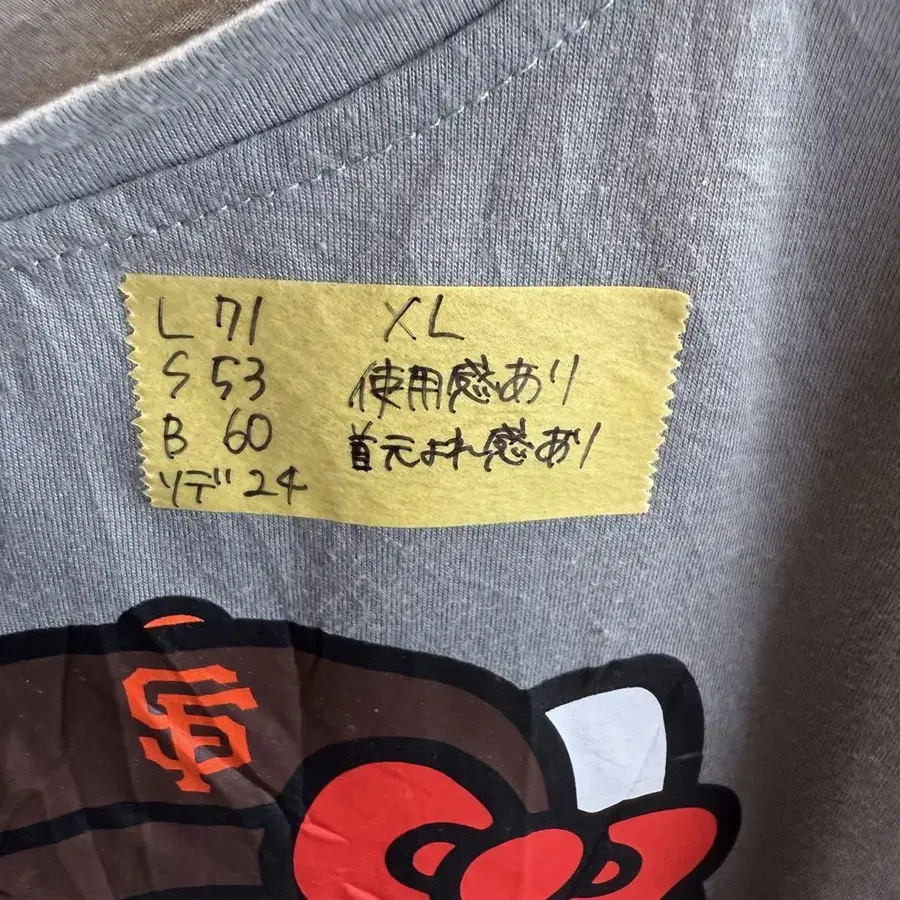 L 71 XL
S 53 使用感あり
B 60 首元よれ感あり
ソデ 24
SF